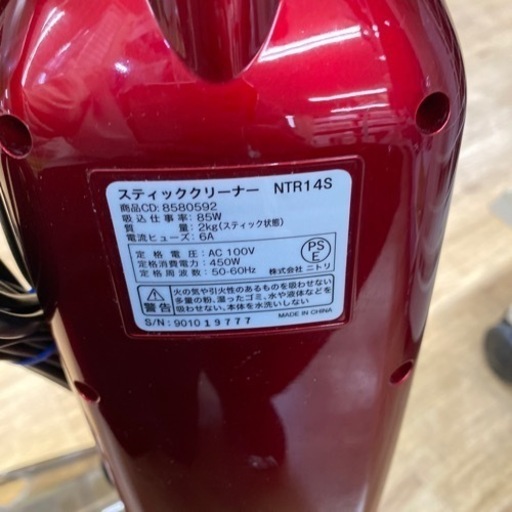 スティッククリーナー NTR14S
商品CD: 8580592
吸込仕事率: 85W
質量: 2kg(スティック状態)
電流ヒューズ: 6A
定格電圧: AC 100V
定格消費電力: 450W
定格周波数: 50-60Hz
PS
E
株式会社 ニトリ
警告
火の気や引火性のあるものを吸わせない
多量の粉、湿ったゴミ、水や液体などを
吸わせない、本体を水洗いしない
S/N: 901019777
MADE IN CHINA